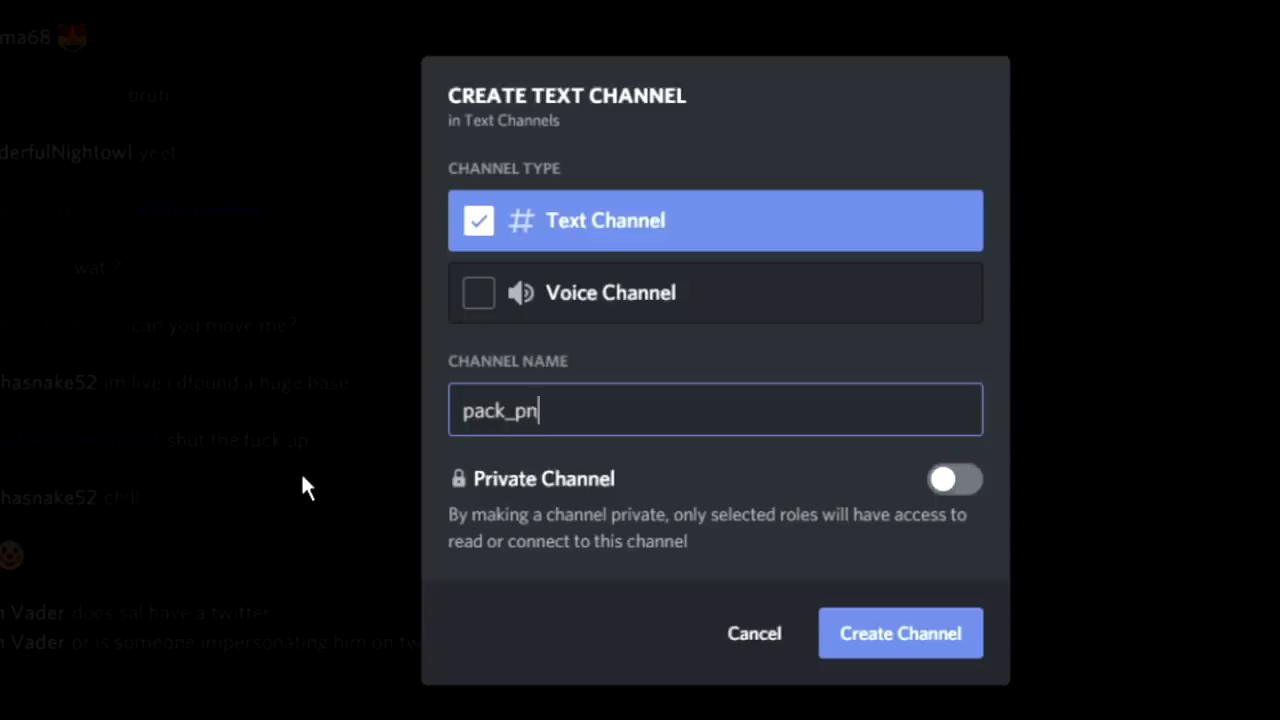 ma68
bruh
derfulNightowl yeet
wat ?
can you move me?
hasnake52 im live i dfound a huge base
shut the fuck up
hasnake52 chill
n Vader does sal have a twitter
n Vader or is someone impersonating him on tw
CREATE TEXT CHANNEL
in Text Channels
CHANNEL TYPE
Text Channel
Voice Channel
CHANNEL NAME
pack_pn
Private Channel
By making a channel private, only selected roles will have access to
read or connect to this channel
Cancel
Create Channel